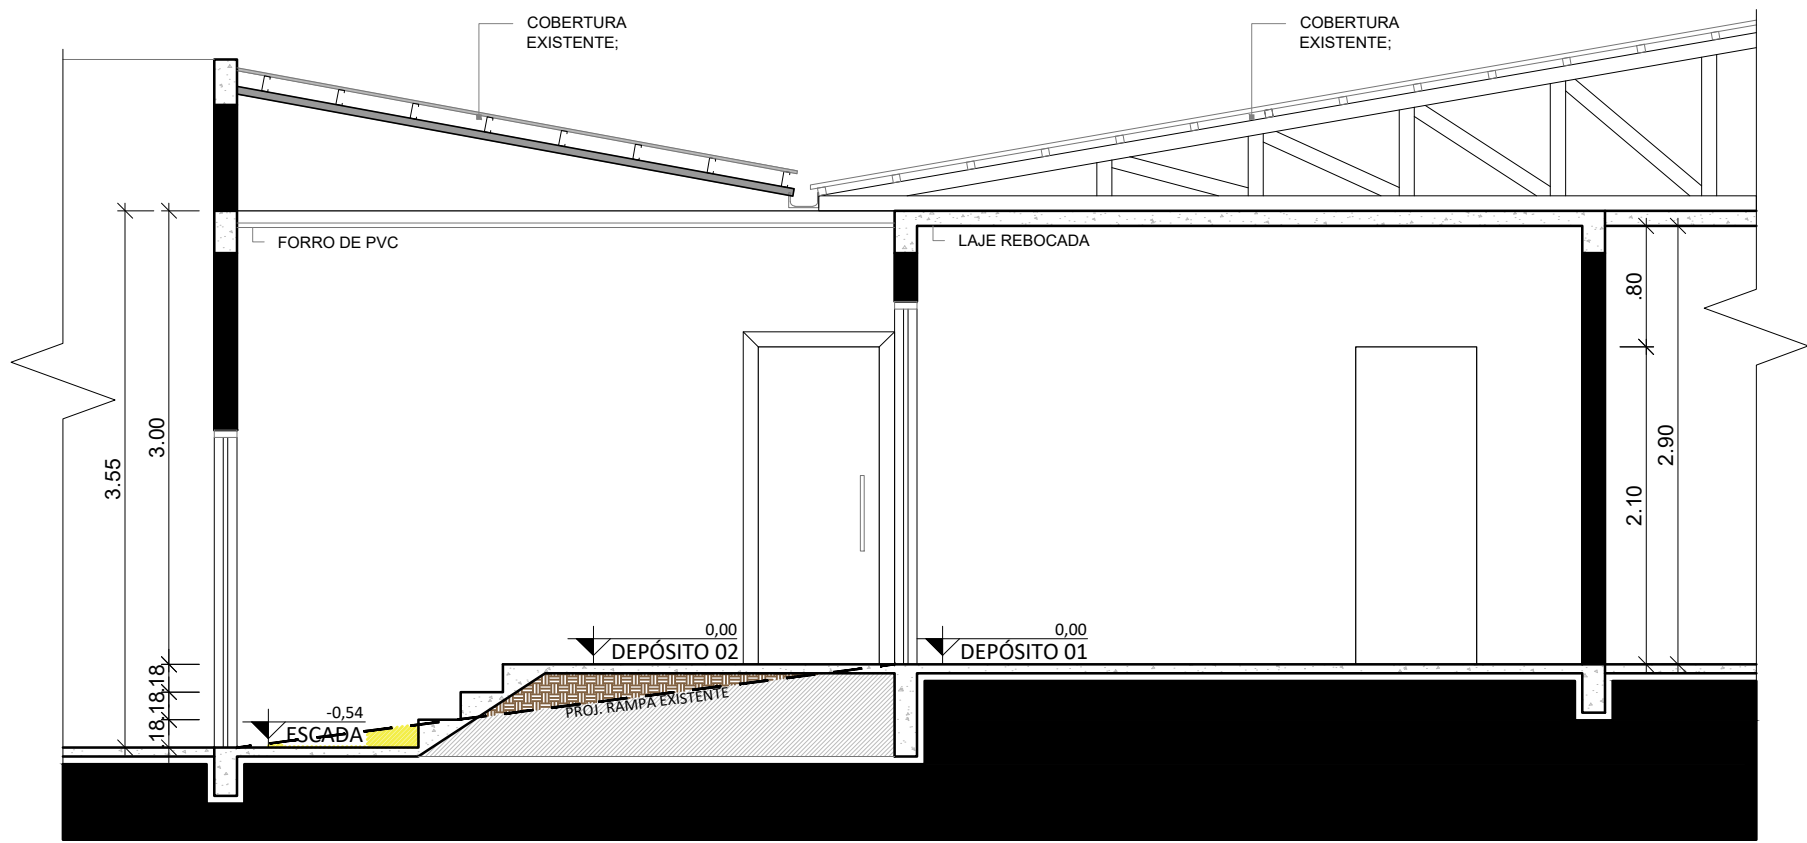 COBERTURA
EXISTENTE;
COBERTURA
EXISTENTE;
FORRO DE PVC
LAJE REBOCADA
.80
3.00
3.55
2.90
2.10
0,00
DEPÓSITO 02
0,00
DEPÓSITO 01
.18
.18
.18
-0,54
ESCADA
PROJ. RAMPA EXISTENTE